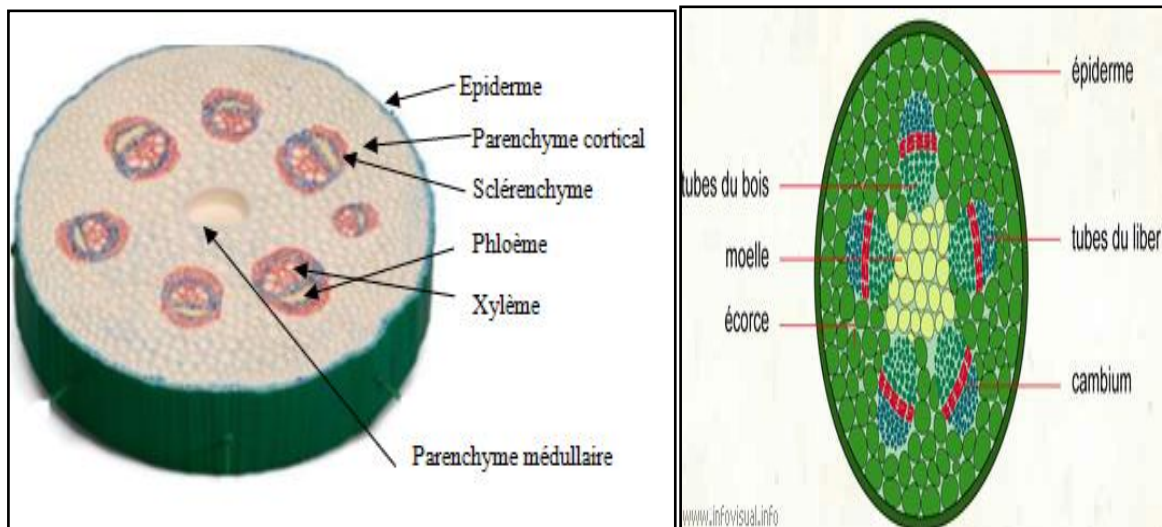 Epiderme
Parenchyme cortical
Sclérenchyme
Phloème
Xylème
Parenchyme médullaire
épiderme
tubes du bois
moelle
tubes du liber
écorce
cambium
www.infovisual.info